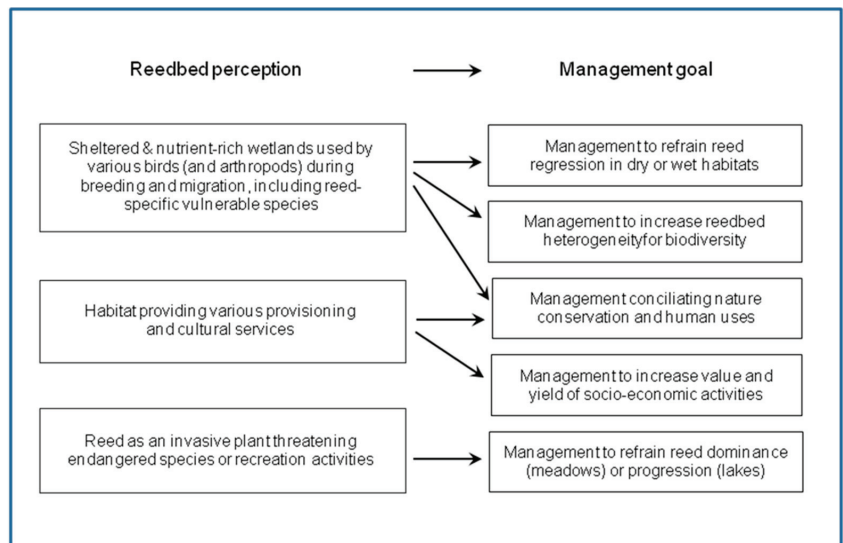 Reedbed perception
Management goal
Sheltered & nutrient-rich wetlands used by
various birds (and arthropods) during
breeding and migration, including reed-
specific vulnerable species
Management to refrain reed
regression in dry or wet habitats
Management to increase reedbed
heterogeneityfor biodiversity
Habitat providing various provisioning
and cultural services
Management conciliating nature
conservation and human uses
Management to increase value and
yield of socio-economic activities
Reed as an invasive plant threatening
endangered species or recreation activities
Management to refrain reed dominance
(meadows) or progression (lakes)